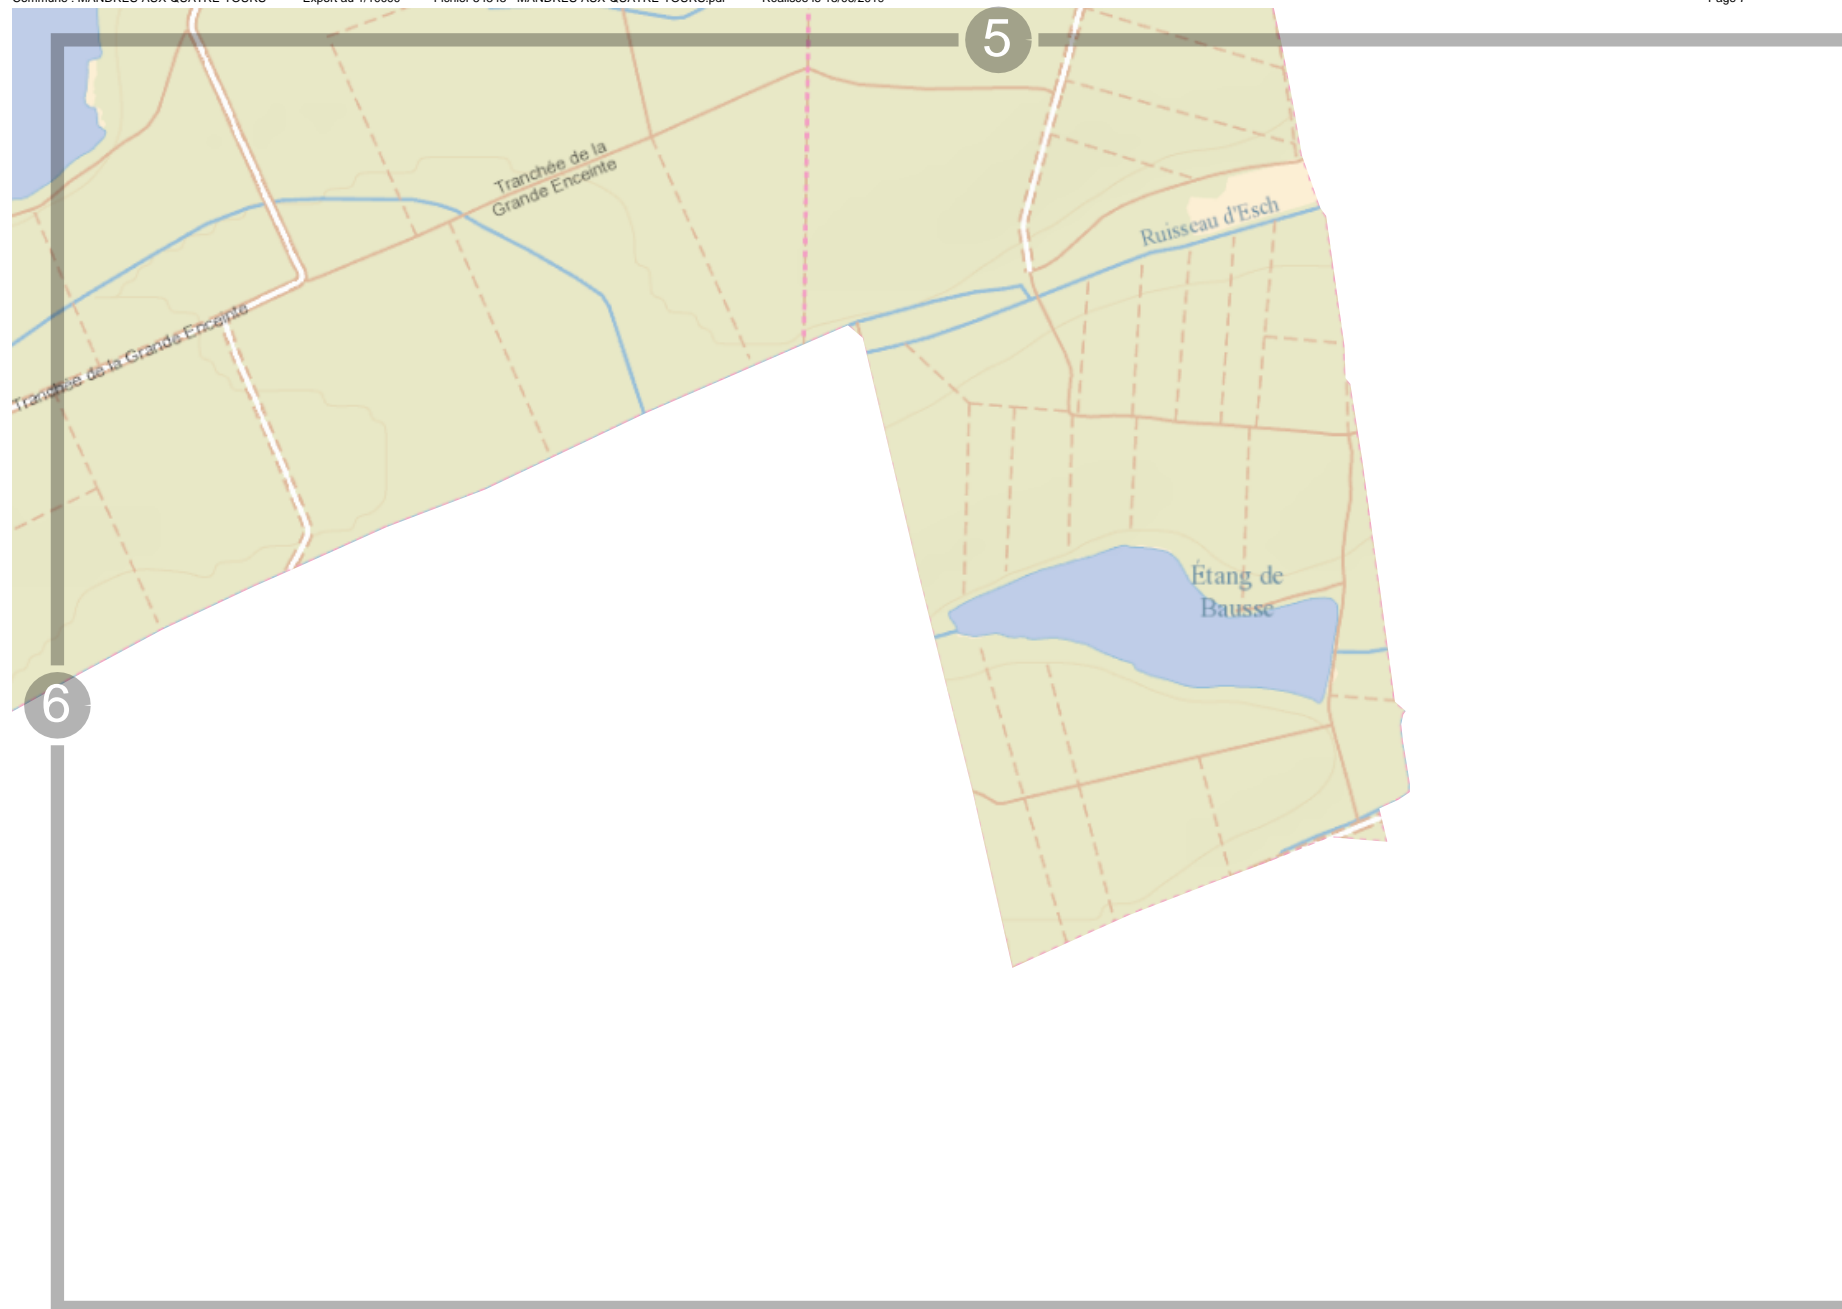 5
Tranchée de la
Grande Enceinte
Ruisseau d'Esch
Tranchée de la Grande Enceinte
Étang de
Bausse
6